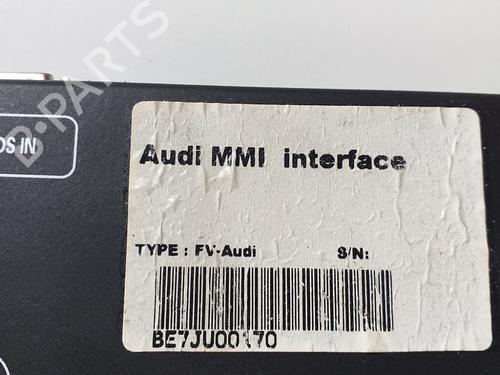 B-PARTS
DS IN
Audi MMI interface
TYPE : FV-Audi S/N:
BE7JU00170